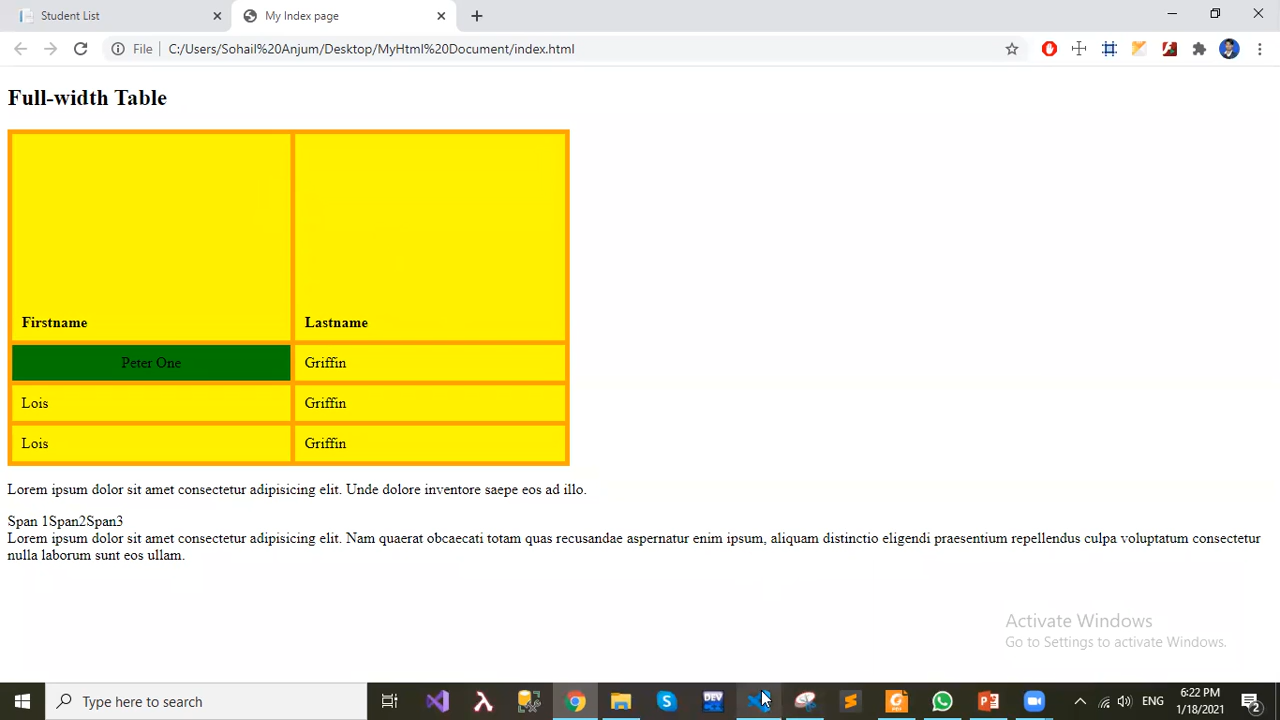 Student List
My Index page
File C:/Users/Sohail%20Anjum/Desktop/MyHtml%20Document/index.html
Full-width Table
Firstname Lastname
Peter One Griffin
Lois Griffin
Lois Griffin
Lorem ipsum dolor sit amet consectetur adipisicing elit. Unde dolore inventore saepe eos ad illo.
Span 1Span2Span3
Lorem ipsum dolor sit amet consectetur adipisicing elit. Nam quaerat obcaecati totam quas recusandae aspernatur enim ipsum, aliquam distinctio eligendi praesentium repellendus culpa voluptatum consectetur
nulla laborum sunt eos ullam.
Activate Windows
Go to Settings to activate Windows.
Type here to search
DEV
ENG
6:22 PM
1/18/2021
2